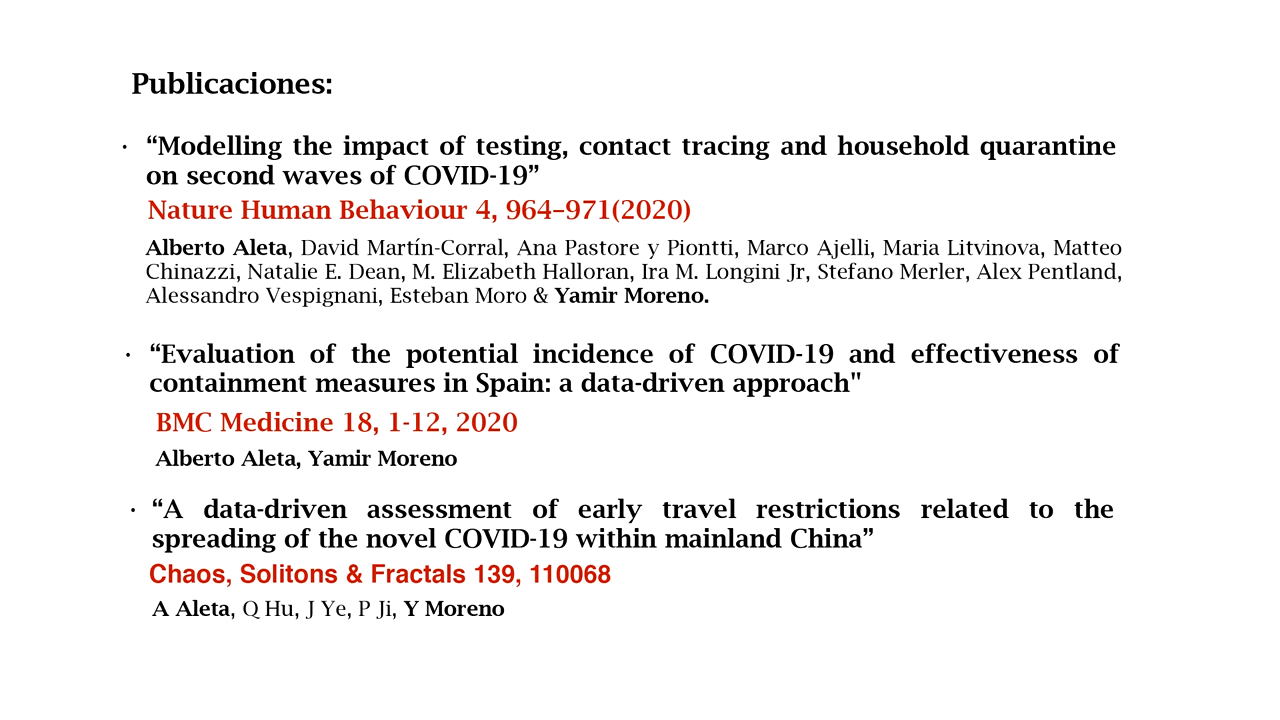 Publicaciones:
· “Modelling the impact of testing, contact tracing and household quarantine
on second waves of COVID-19”
Nature Human Behaviour 4, 964–971(2020)
Alberto Aleta, David Martín-Corral, Ana Pastore y Piontti, Marco Ajelli, Maria Litvinova, Matteo
Chinazzi, Natalie E. Dean, M. Elizabeth Halloran, Ira M. Longini Jr, Stefano Merler, Alex Pentland,
Alessandro Vespignani, Esteban Moro & Yamir Moreno.
· “Evaluation of the potential incidence of COVID-19 and effectiveness of
containment measures in Spain: a data-driven approach"
BMC Medicine 18, 1-12, 2020
Alberto Aleta, Yamir Moreno
· “A data-driven assessment of early travel restrictions related to the
spreading of the novel COVID-19 within mainland China”
Chaos, Solitons & Fractals 139, 110068
A Aleta, Q Hu, J Ye, P Ji, Y Moreno